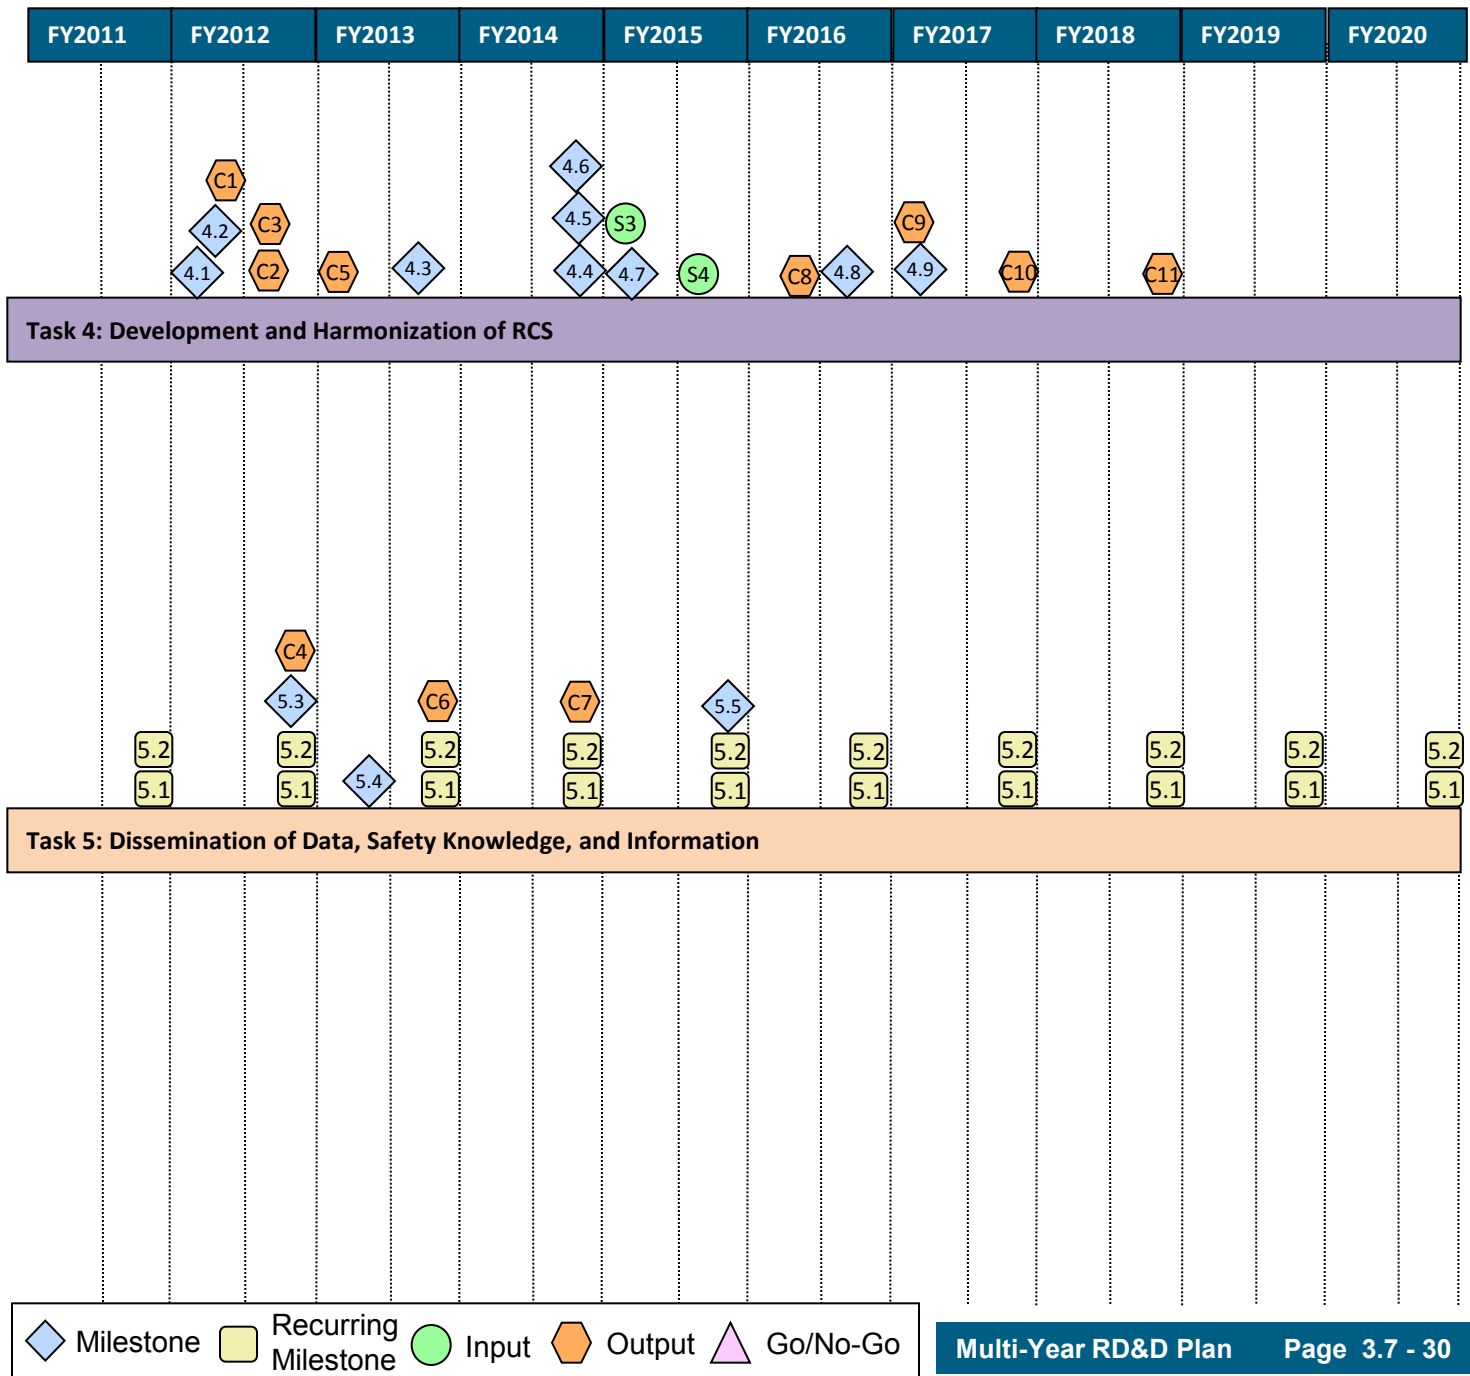 FY2011 FY2012 FY2013 FY2014 FY2015 FY2016 FY2017 FY2018 FY2019 FY2020
4.6
C1
4.5 S3 C9
4.2 C3
4.1 C2 C5 4.3 4.4 4.7 S4 C8 4.8 4.9 C10 C11
Task 4: Development and Harmonization of RCS
C4
5.3 C6 C7 5.5
5.2 5.2 5.2 5.2 5.2 5.2 5.2 5.2 5.2 5.2
5.1 5.1 5.4 5.1 5.1 5.1 5.1 5.1 5.1 5.1 5.1
Task 5: Dissemination of Data, Safety Knowledge, and Information
Milestone Recurring Milestone Input Output Go/No-Go
Multi-Year RD&D Plan Page 3.7 - 30